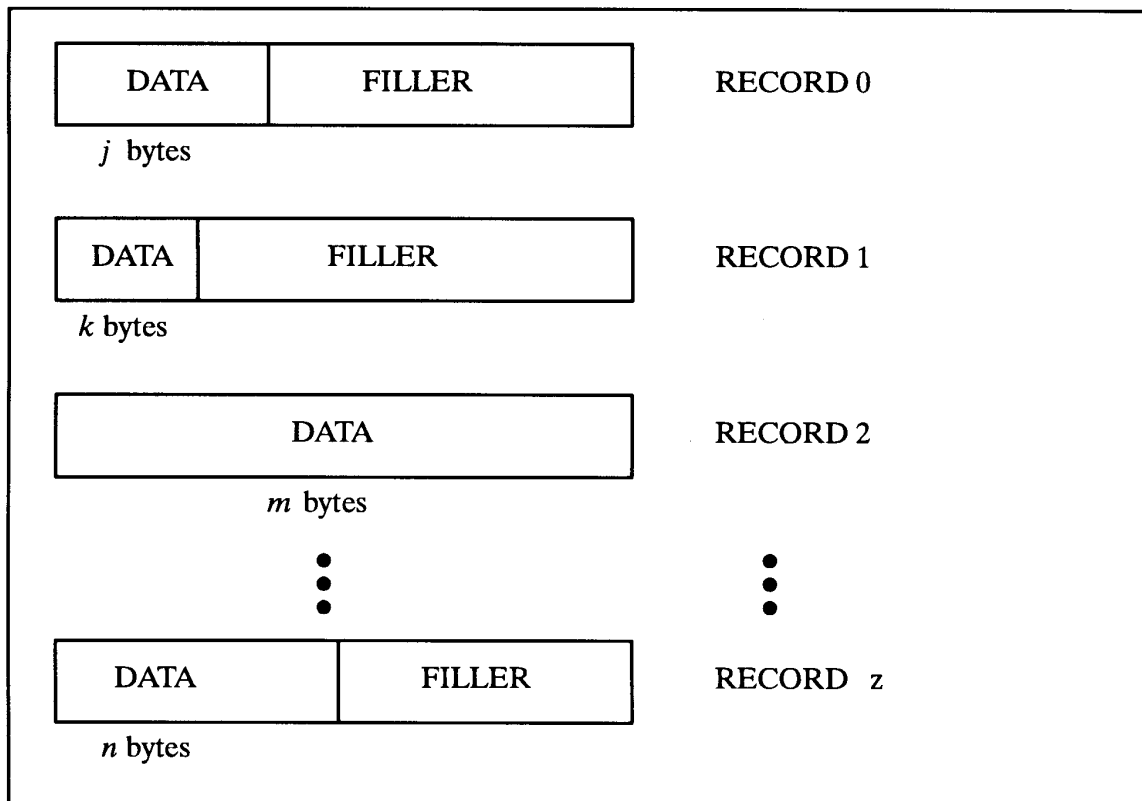 DATA FILLER RECORD 0
j bytes
DATA FILLER RECORD 1
k bytes
DATA RECORD 2
m bytes
DATA FILLER RECORD z
n bytes